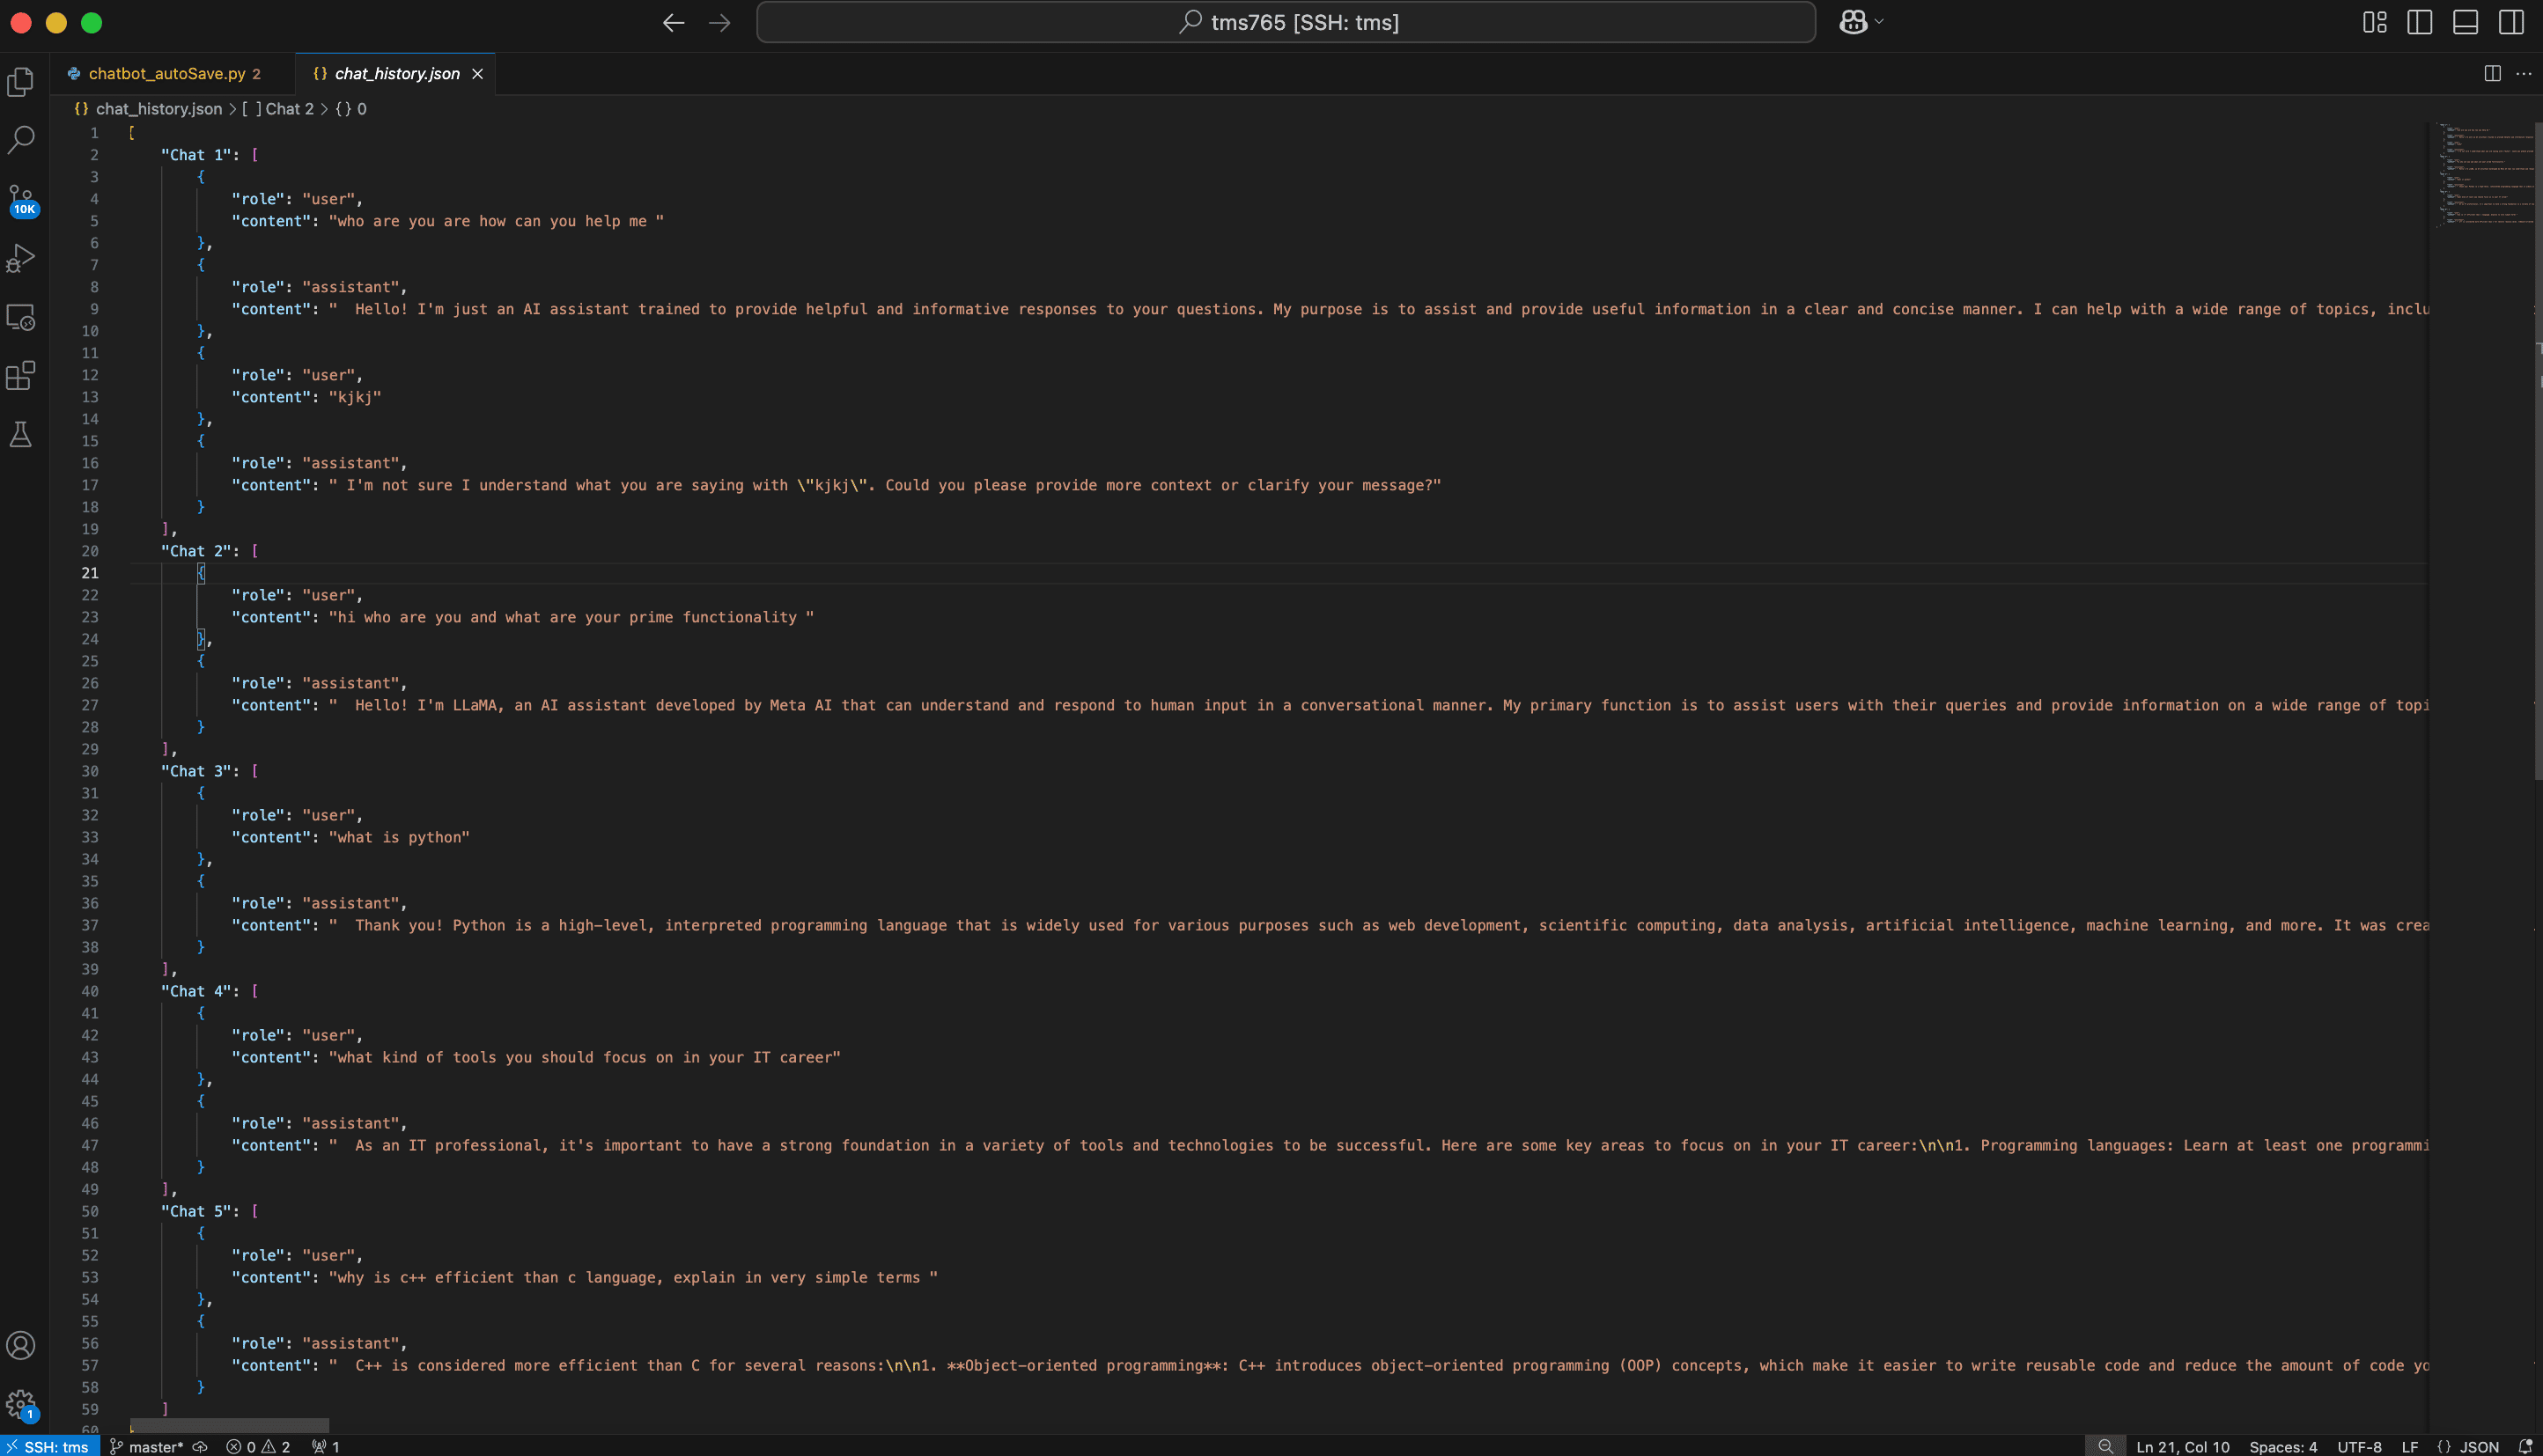 tms765 [SSH: tms]
chatbot_autoSave.py 2
{} chat_history.json
{} chat_history.json > [ ] Chat 2 > {} 0
10K
1 {
2 "Chat 1": [
3 {
4 "role": "user",
5 "content": "who are you are how can you help me "
6 },
7 {
8 "role": "assistant",
9 "content": "  Hello! I'm just an AI assistant trained to provide helpful and informative responses to your questions. My purpose is to assist and provide useful information in a clear and concise manner. I can help with a wide range of topics, inclu
10 },
11 {
12 "role": "user",
13 "content": "kjkj"
14 },
15 {
16 "role": "assistant",
17 "content": " I'm not sure I understand what you are saying with \"kjkj\". Could you please provide more context or clarify your message?"
18 }
19 ],
20 "Chat 2": [
21 {
22 "role": "user",
23 "content": "hi who are you and what are your prime functionality "
24 },
25 {
26 "role": "assistant",
27 "content": "  Hello! I'm LLaMA, an AI assistant developed by Meta AI that can understand and respond to human input in a conversational manner. My primary function is to assist users with their queries and provide information on a wide range of topi
28 }
29 ],
30 "Chat 3": [
31 {
32 "role": "user",
33 "content": "what is python"
34 },
35 {
36 "role": "assistant",
37 "content": "  Thank you! Python is a high-level, interpreted programming language that is widely used for various purposes such as web development, scientific computing, data analysis, artificial intelligence, machine learning, and more. It was crea
38 }
39 ],
40 "Chat 4": [
41 {
42 "role": "user",
43 "content": "what kind of tools you should focus on in your IT career"
44 },
45 {
46 "role": "assistant",
47 "content": "  As an IT professional, it's important to have a strong foundation in a variety of tools and technologies to be successful. Here are some key areas to focus on in your IT career:\n\n1. Programming languages: Learn at least one programmi
48 }
49 ],
50 "Chat 5": [
51 {
52 "role": "user",
53 "content": "why is c++ efficient than c language, explain in very simple terms "
54 },
55 {
56 "role": "assistant",
57 "content": "  C++ is considered more efficient than C for several reasons:\n\n1. **Object-oriented programming**: C++ introduces object-oriented programming (OOP) concepts, which make it easier to write reusable code and reduce the amount of code yo
58 }
59 ]
60
1
SSH: tms master* 0 2 1 Ln 21, Col 10 Spaces: 4 UTF-8 LF {} JSON